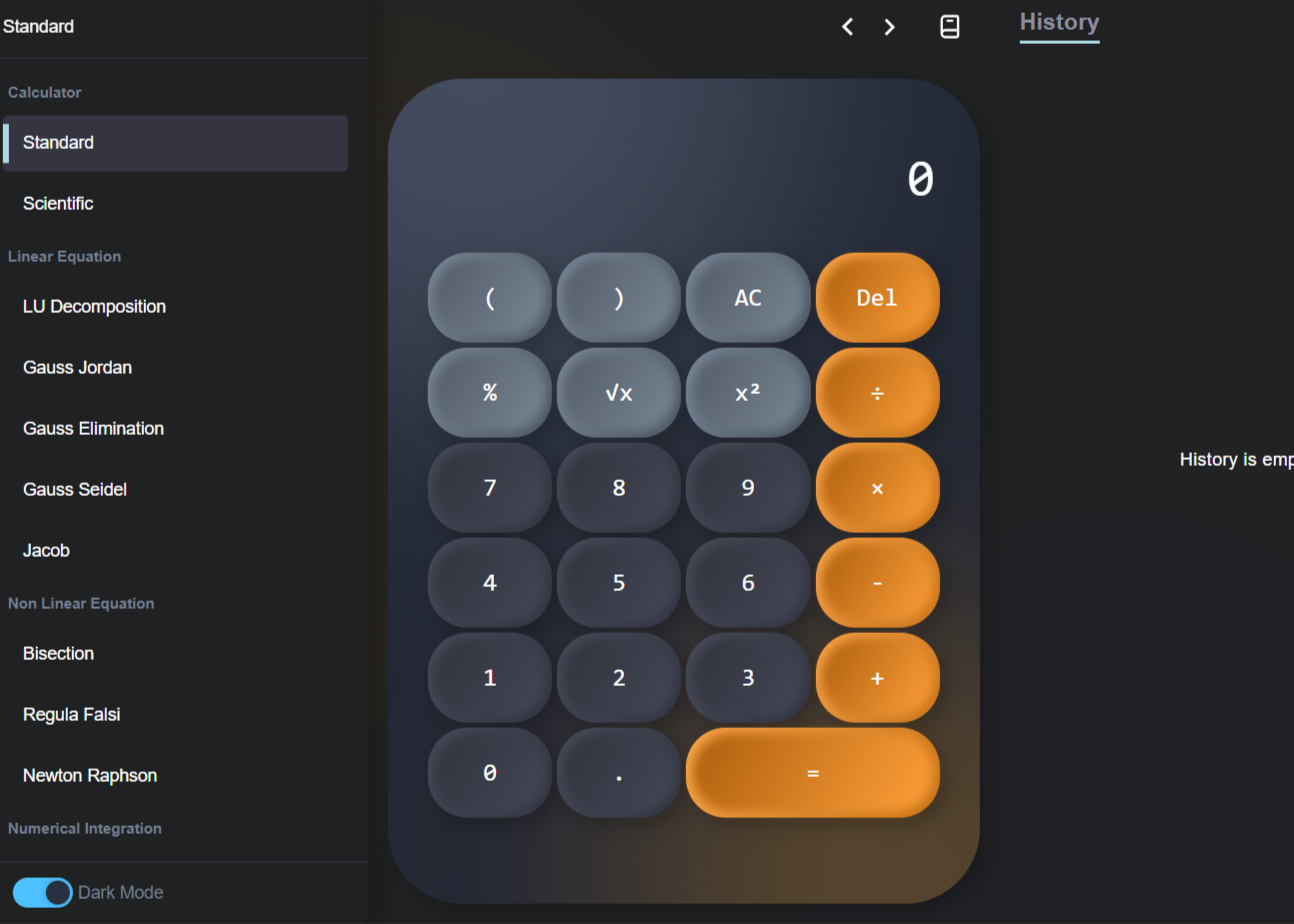 Standard
History
Calculator
Standard
Scientific
Linear Equation
LU Decomposition
Gauss Jordan
Gauss Elimination
Gauss Seidel
Jacob
Non Linear Equation
Bisection
Regula Falsi
Newton Raphson
Numerical Integration
Dark Mode
0
( ) AC Del
% √x x² ÷
7 8 9 ×
4 5 6 -
1 2 3 +
0 . =
History is emp